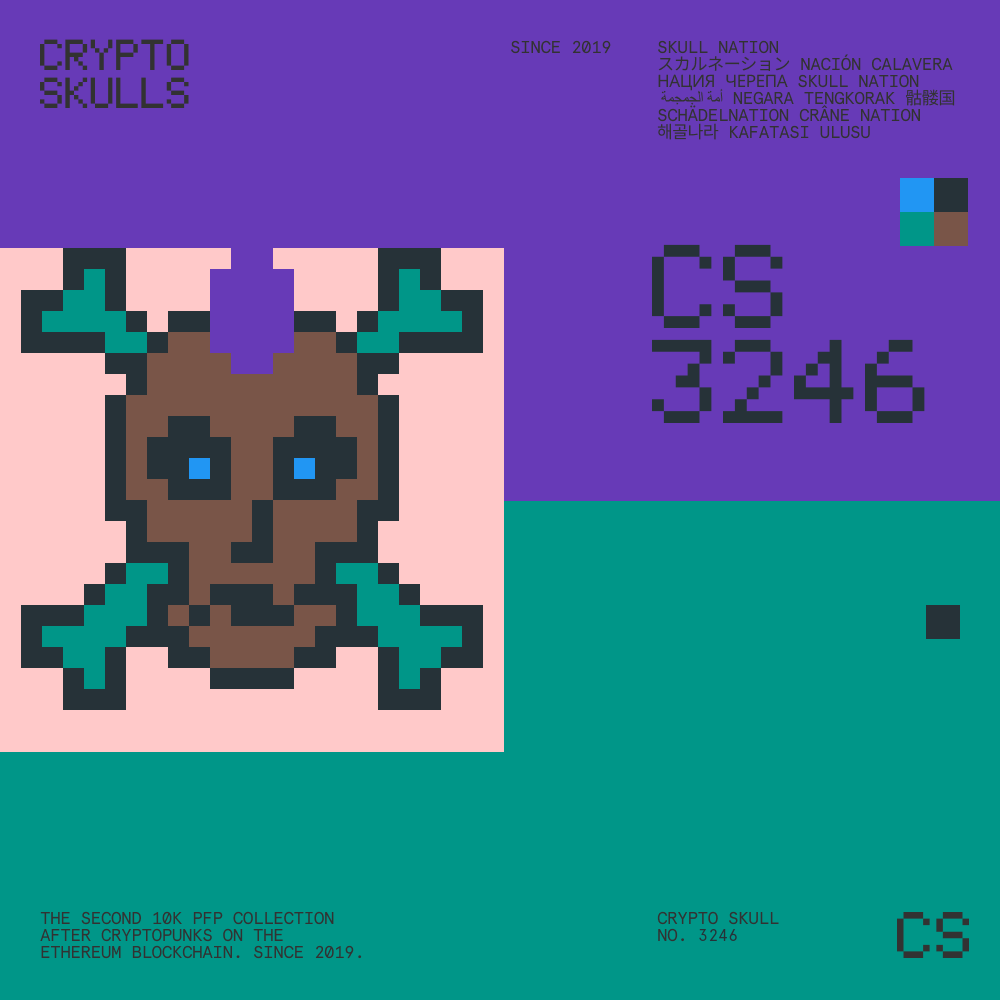 CRYPTO
SKULLS
SINCE 2019
SKULL NATION
スカルネーション NACIÓN CALAVERA
НАЦИЯ ЧЕРЕПА SKULL NATION
أمة الجمجمة NEGARA TENGKORAK 骷髅国
SCHÄDELNATION CRÂNE NATION
해골나라 KAFATASI ULUSU
CS
3246
THE SECOND 10K PFP COLLECTION
AFTER CRYPTOPUNKS ON THE
ETHEREUM BLOCKCHAIN. SINCE 2019.
CRYPTO SKULL
NO. 3246
CS